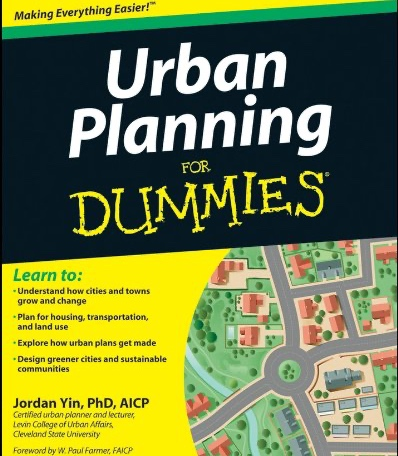 Making Everything Easier!™
Urban
Planning
FOR
DUMMIES®
Learn to:
• Understand how cities and towns
grow and change
• Plan for housing, transportation,
and land use
• Explore how urban plans get made
• Design greener cities and sustainable
communities
Jordan Yin, PhD, AICP
Certified urban planner and lecturer,
Levin College of Urban Affairs,
Cleveland State University
Foreword by W. Paul Farmer, FAICP